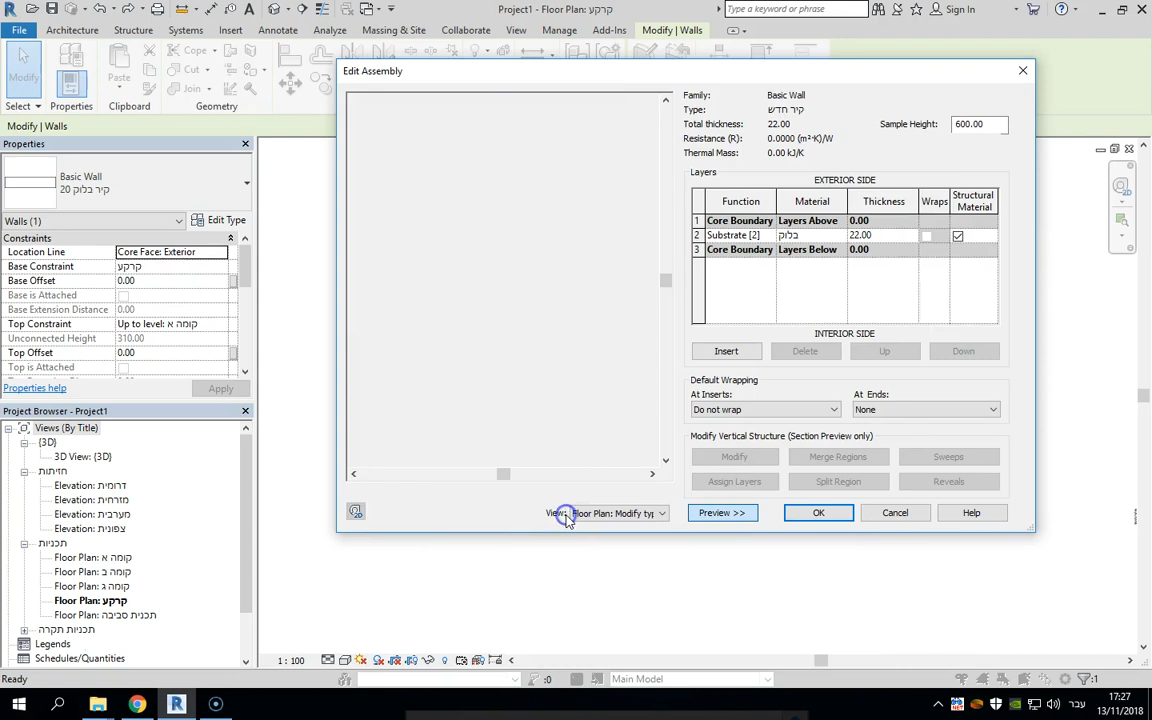 Project1 - Floor Plan: קרקע
Type a keyword or phrase
Sign In
File Architecture Structure Systems Insert Annotate Analyze Massing & Site Collaborate View Manage Add-Ins Modify | Walls
Modify
Paste
Cope
Cut
Join
Select Properties Clipboard Geometry
Modify | Walls
Properties
Basic Wall
קיר בלוק 20
Walls (1)
Edit Type
Constraints
Location Line Core Face: Exterior
Base Constraint קרקע
Base Offset 0.00
Base is Attached
Base Extension Distance 0.00
Top Constraint Up to level: קומה א
Unconnected Height 310.00
Top Offset 0.00
Top is Attached
Properties help
Apply
Project Browser - Project1
Views (By Title)
{3D}
3D View: {3D}
חזיתות
Elevation: דרומית
Elevation: מזרחית
Elevation: מערבית
Elevation: צפונית
תכניות
Floor Plan: קומה א
Floor Plan: קומה ב
Floor Plan: קומה ג
Floor Plan: קרקע
Floor Plan: תכנית סביבה
תכניות תקרה
Legends
Schedules/Quantities
Edit Assembly
Family: Basic Wall
Type: קיר חדש
Total thickness: 22.00
Sample Height: 600.00
Resistance (R): 0.0000 (m²·K)/W
Thermal Mass: 0.00 kJ/K
Layers
EXTERIOR SIDE
Function Material Thickness Wraps Structural Material
1 Core Boundary Layers Above 0.00
2 Substrate [2] בלוק 22.00
3 Core Boundary Layers Below 0.00
INTERIOR SIDE
Insert Delete Up Down
Default Wrapping
At Inserts: At Ends:
Do not wrap None
Modify Vertical Structure (Section Preview only)
Modify Merge Regions Sweeps
Assign Layers Split Region Reveals
View: Floor Plan: Modify typ
Preview >> OK Cancel Help
1 : 100
Ready
:0
Main Model
:1
עבר
17:27
13/11/2018